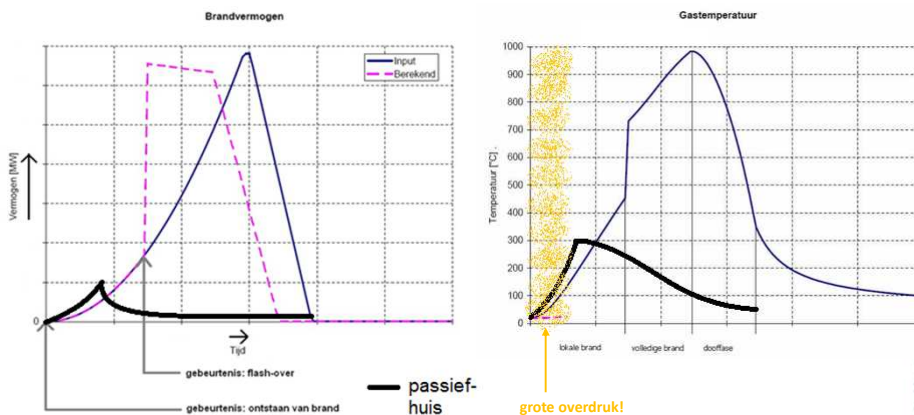 Brandvermogen
Input
Berekend
Vermogen [MW]
0
Tijd
gebeurtenis: flash-over
gebeurtenis: ontstaan van brand
passief-
huis
Gastemperatuur
1000
900
800
700
600
500
400
300
200
100
0
Temperatuur [°C] .
lokale brand
volledige brand
dooffase
grote overdruk!